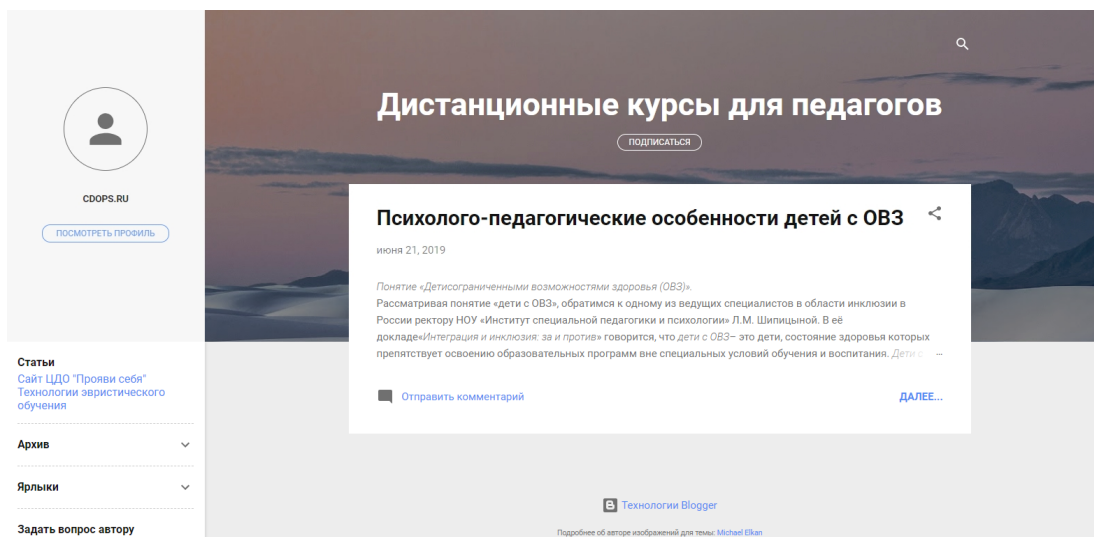 CDOPS.RU
ПОСМОТРЕТЬ ПРОФИЛЬ
Статьи
Сайт ЦДО "Прояви себя"
Технологии эвристического
обучения
Архив
Ярлыки
Задать вопрос автору
Дистанционные курсы для педагогов
ПОДПИСАТЬСЯ
Психолого-педагогические особенности детей с ОВЗ
июня 21, 2019
Понятие «Детисограниченными возможностями здоровья (ОВЗ)».
Рассматривая понятие «дети с ОВЗ», обратимся к одному из ведущих специалистов в области инклюзии в
России ректору НОУ «Институт специальной педагогики и психологии» Л.М. Шипицыной. В её
докладе«Интеграция и инклюзия: за и против» говорится, что дети с ОВЗ– это дети, состояние здоровья которых
препятствует освоению образовательных программ вне специальных условий обучения и воспитания. Дети с ...
Отправить комментарий
ДАЛЕЕ...
Технологии Blogger
Подробнее об авторе изображений для темы: Michael Elkan